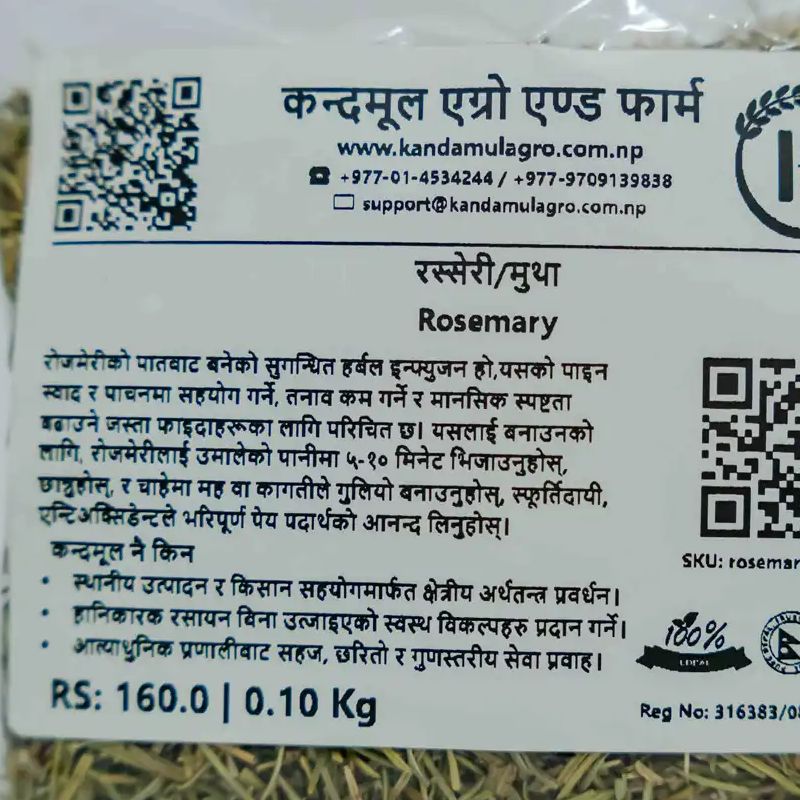 कन्दमूल एग्रो एण्ड फार्म
www.kandamulagro.com.np
+977-01-4534244 / +977-9709139838
support@kandamulagro.com.np
रस्सेरी/मुथा
Rosemary
रोजमेरीको पातबाट बनेको सुगन्धित हर्बल इन्फ्युजन हो,यसको पाइन
स्वाद र पाचनमा सहयोग गर्ने, तनाव कम गर्ने र मानसिक स्पष्टता
बढाउने जस्ता फाइदाहरूका लागि परिचित छ। यसलाई बनाउनको
लागि, रोजमेरीलाई उमालेको पानीमा ५-१० मिनेट भिजाउनुहोस्,
छान्नुहोस्, र चाहेमा मह वा कागतीले गुलियो बनाउनुहोस्, स्फूर्तिदायी,
एन्टिअक्सिडेन्टले भरिपूर्ण पेय पदार्थको आनन्द लिनुहोस्।
कन्दमूल नै किन
• स्थानीय उत्पादन र किसान सहयोगमार्फत क्षेत्रीय अर्थतन्त्र प्रवर्धन।
• हानिकारक रसायन विना उत्जाइएको स्वस्थ विकल्पहरु प्रदान गर्ने।
• आत्याधुनिक प्रणालीबाट सहज, छरितो र गुणस्तरीय सेवा प्रवाह।
RS: 160.0 | 0.10 Kg
SKU: rosemar
100%
LOCAL
Reg No: 316383/08